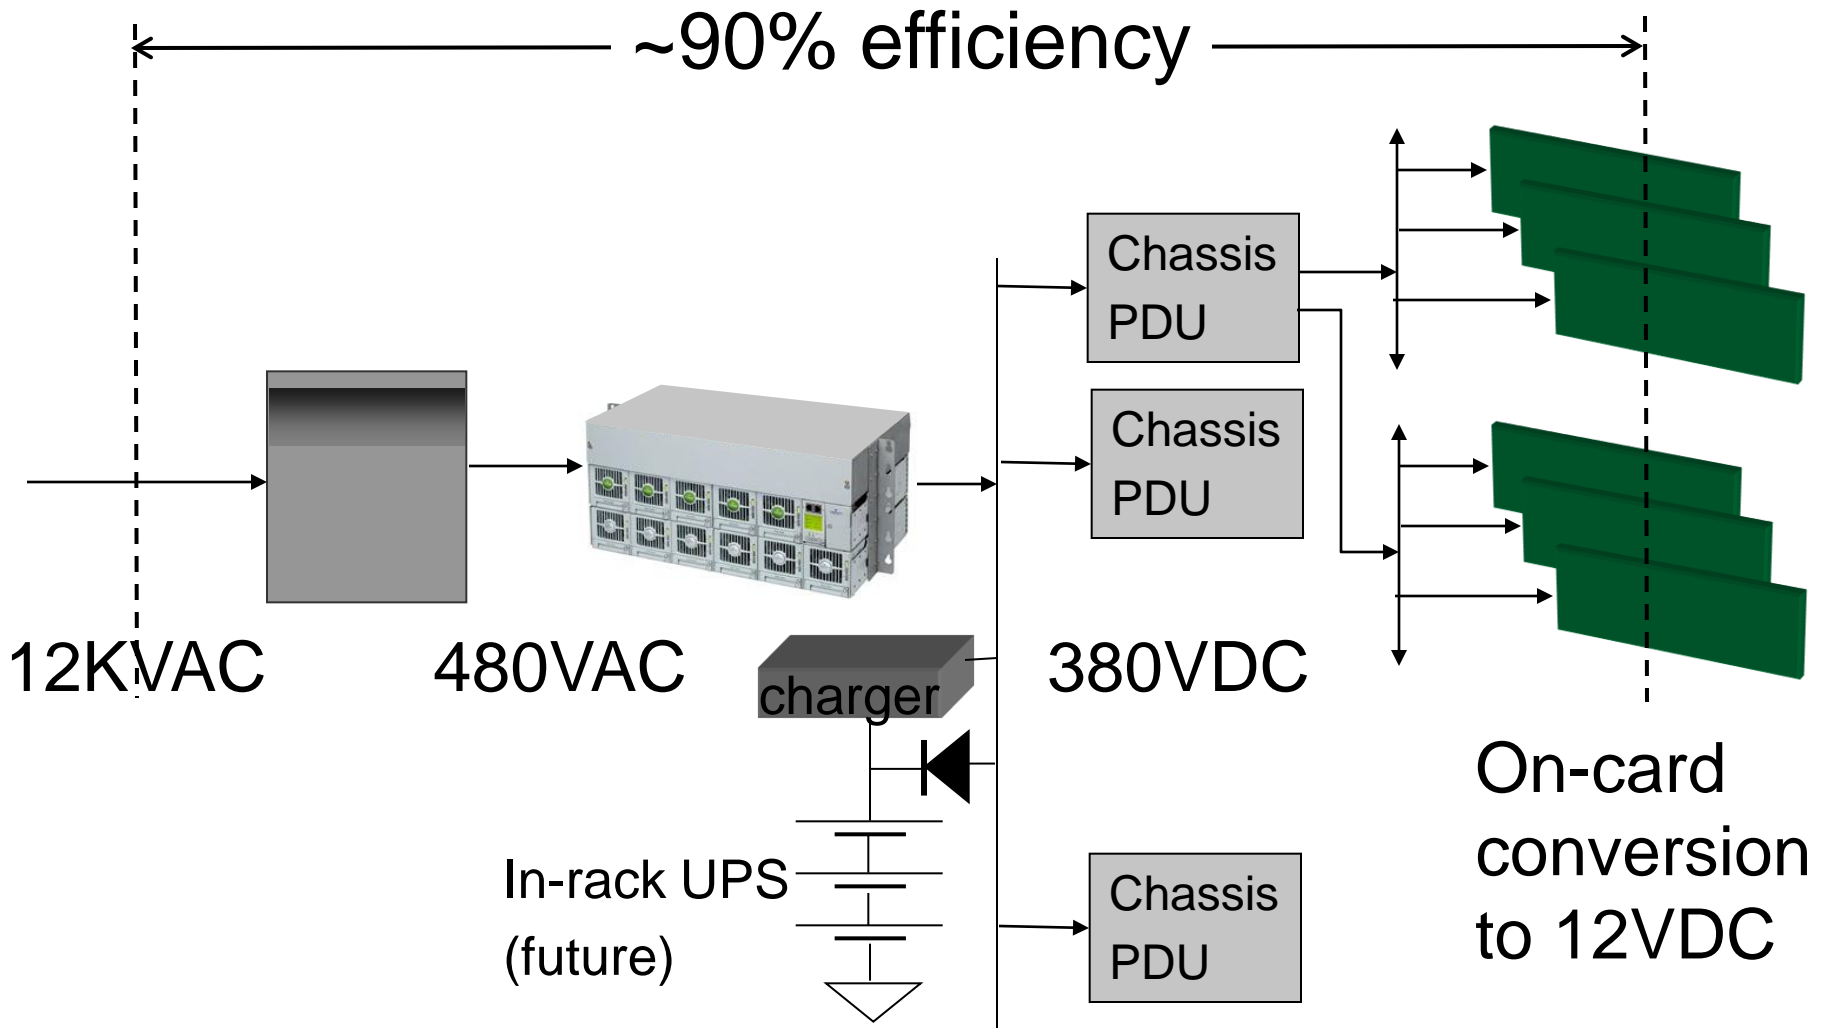 ~90% efficiency
Chassis
PDU
Chassis
PDU
12KVAC
480VAC
charger
380VDC
On-card
conversion
to 12VDC
In-rack UPS
(future)
Chassis
PDU